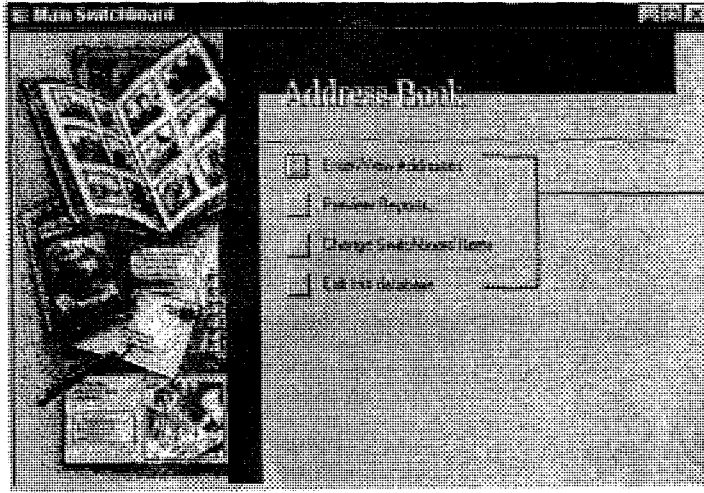 Main Switchboard
Address Book
Enter/View Addresses
Preview Reports...
Change Switchboard Items
Exit this database